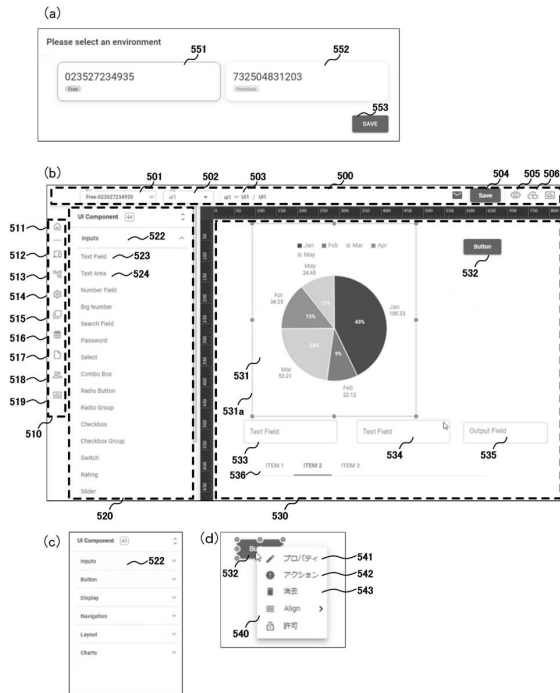 (a)
Please select an environment
551
552
023527234935
732504831203
Free
Premium
553
SAVE
(b)
501
502
503
500
504
505
506
Free-023527234935
ui1
ui1
UI1 / UI1
Save
511
UI Component 44
512
Inputs 522
513
Text Field 523
514
Text Area 524
515
Number Field
516
Big Number
517
Search Field
518
Password
519
Select
510
Combo Box
Radio Button
Radio Group
Checkbox
Checkbox Group
Switch
Rating
Slider
520
Jan Feb Mar Apr
May
Button
532
May
24.65
Apr
34.25
Jan
100.33
43%
9%
Mar
53.21
Feb
22.12
531
531a
Text Field
Text Field
Output Field
533
534
535
536
ITEM 1 ITEM 2 ITEM 3
530
(c)
UI Component
Inputs 522
Button
Display
Navigation
Layout
Charts
(d)
532
プロパティ 541
アクション 542
消去 543
540
Align
許可